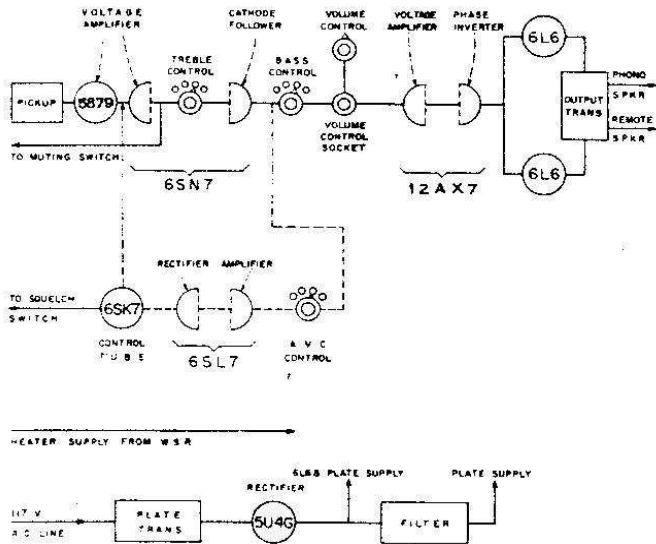 VOLTAGE
AMPLIFIER
CATHODE
FOLLOWER
VOLUME
CONTROL
VOLTAGE
AMPLIFIER
PHASE
INVERTER
TREBLE
CONTROL
BASS
CONTROL
6L6
PICKUP
5879
VOLUME
CONTROL
SOCKET
OUTPUT
TRANS
PHONO
SPKR
REMOTE
SPKR
TO MUTING SWITCH
6SN7
12AX7
6L6
RECTIFIER
AMPLIFIER
TO SQUELCH
SWITCH
6SK7
CONTROL
TUBE
6SL7
A V C
CONTROL
HEATER SUPPLY FROM W.S.R
6L6S PLATE SUPPLY
PLATE SUPPLY
RECTIFIER
117 V.
A.C. LINE
PLATE
TRANS
5U4G
FILTER